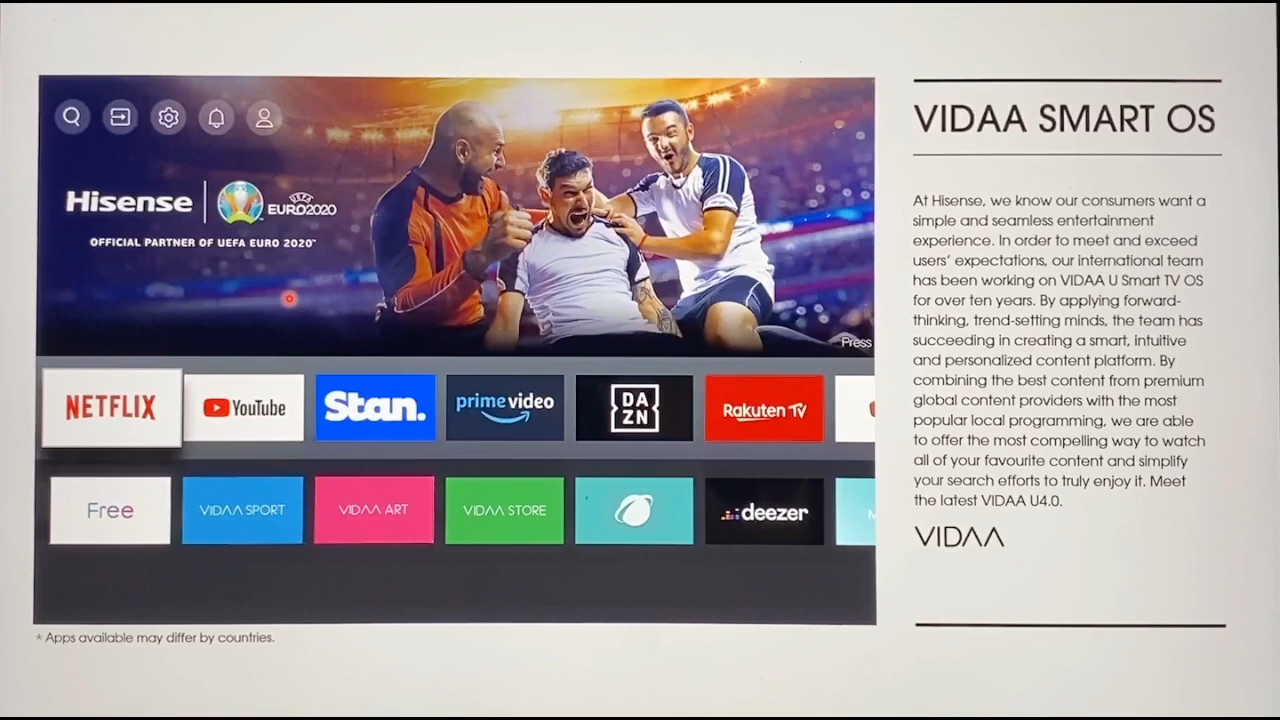 VIDAA SMART OS
Hisense
UEFA
EURO2020
OFFICIAL PARTNER OF UEFA EURO 2020™
Press
NETFLIX
YouTube
Stan.
prime video
DAZN
Rakuten TV
Free
VIDAA SPORT
VIDAA ART
VIDAA STORE
deezer
* Apps available may differ by countries.
At Hisense, we know our consumers want a
simple and seamless entertainment
experience. In order to meet and exceed
users' expectations, our international team
has been working on VIDAA U Smart TV OS
for over ten years. By applying forward-
thinking, trend-setting minds, the team has
succeeding in creating a smart, intuitive
and personalized content platform. By
combining the best content from premium
global content providers with the most
popular local programming, we are able
to offer the most compelling way to watch
all of your favourite content and simplify
your search efforts to truly enjoy it. Meet
the latest VIDAA U4.0.
VIDAA